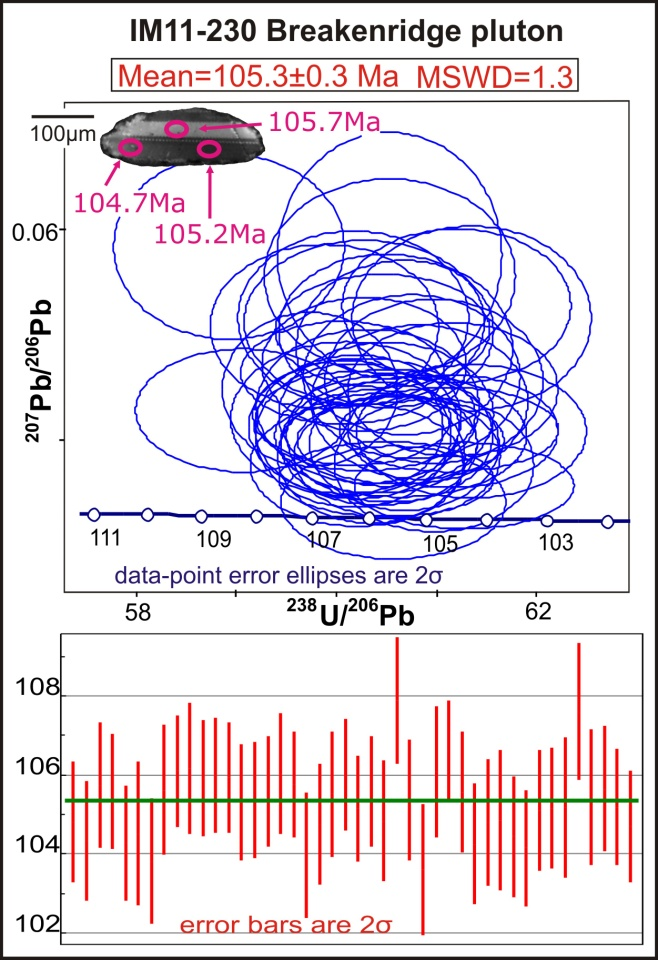 IM11-230 Breakenridge pluton
Mean=105.3±0.3 Ma MSWD=1.3
100µm
105.7Ma
104.7Ma
105.2Ma
0.06
207Pb/206Pb
111
109
107
105
103
data-point error ellipses are 2σ
58
238U/206Pb
62
108
106
104
102
error bars are 2σ